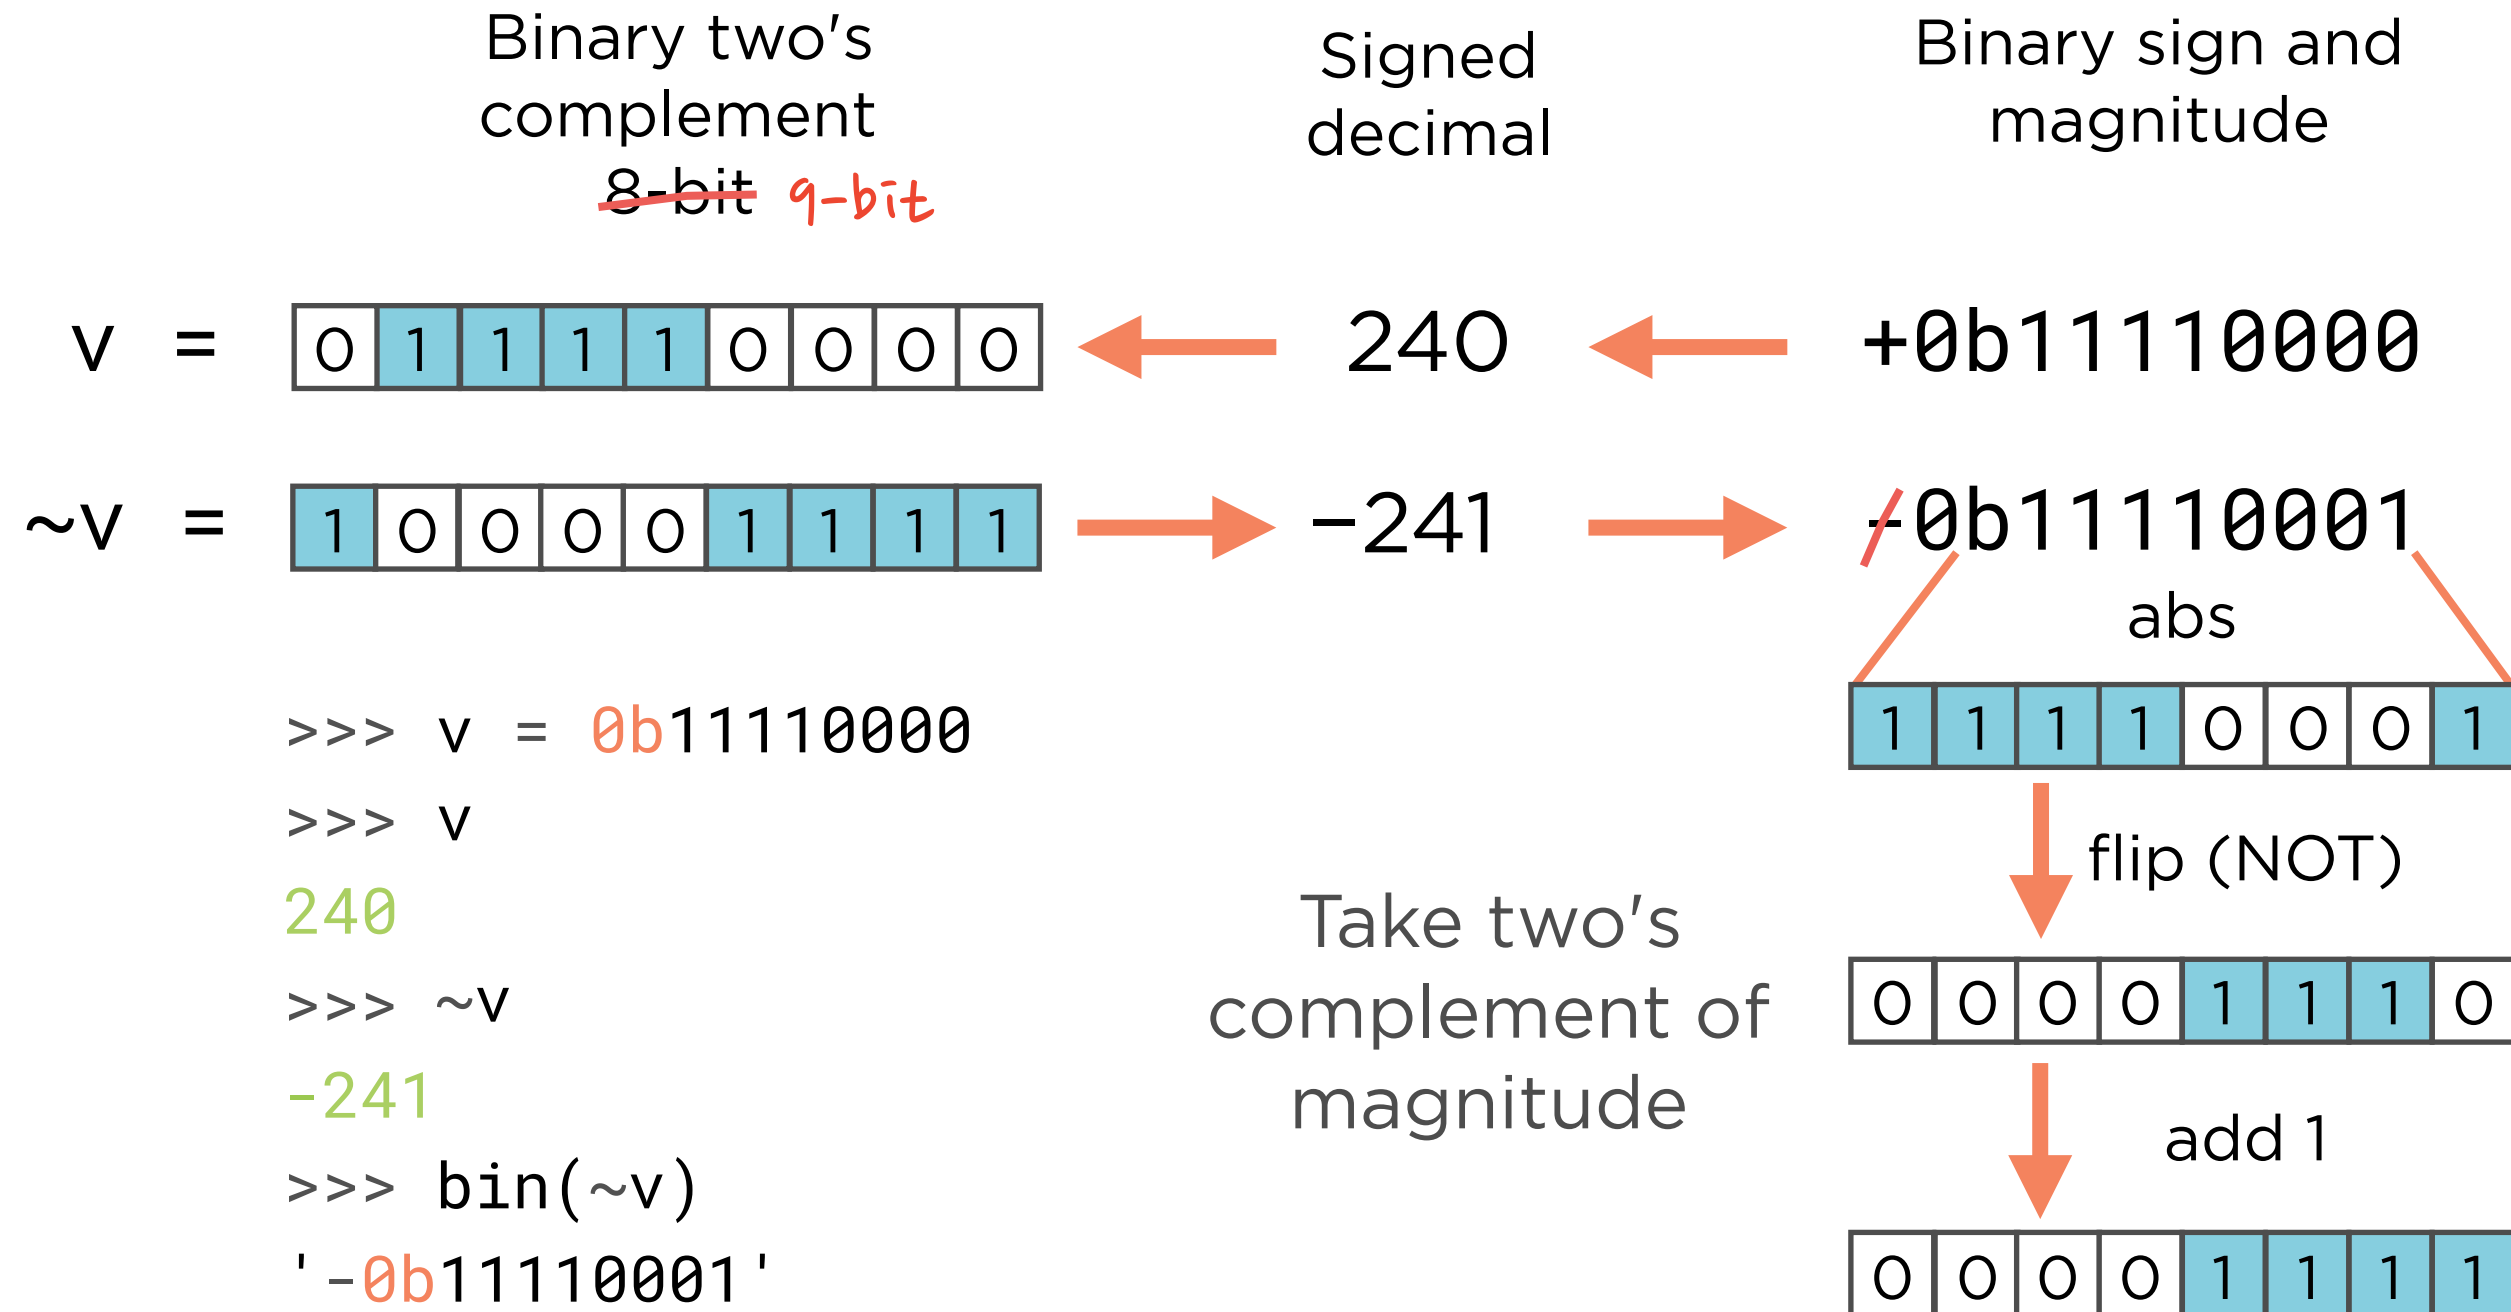 Binary two's
complement
8-bit 9-bit
Signed
decimal
Binary sign and
magnitude
v = 0 1 1 1 1 0 0 0 0 240 +0b11110000
~v = 1 0 0 0 0 1 1 1 1 -241 -0b11110001
abs
1 1 1 1 0 0 0 1
flip (NOT)
0 0 0 0 1 1 1 0
add 1
0 0 0 0 1 1 1 1
Take two's
complement of
magnitude
>>> v = 0b11110000
>>> v
240
>>> ~v
-241
>>> bin(~v)
'-0b11110001'